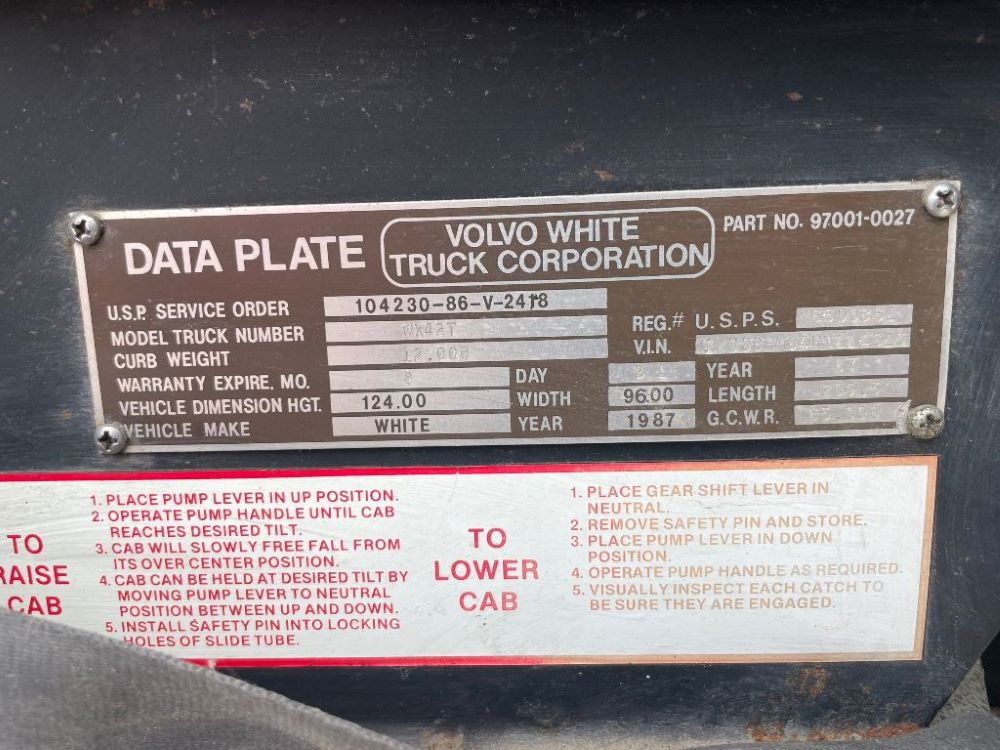 DATA PLATE
VOLVO WHITE
TRUCK CORPORATION
PART NO. 97001-0027
U.S.P. SERVICE ORDER 104230-86-V-2418
MODEL TRUCK NUMBER WX42T
CURB WEIGHT 12,000
WARRANTY EXPIRE. MO. 8 DAY
VEHICLE DIMENSION HGT. 124.00 WIDTH 96.00
VEHICLE MAKE WHITE YEAR 1987
REG.# U.S.P.S.
V.I.N.
YEAR
LENGTH
G.C.W.R.
TO
RAISE
CAB
1. PLACE PUMP LEVER IN UP POSITION.
2. OPERATE PUMP HANDLE UNTIL CAB
REACHES DESIRED TILT.
3. CAB WILL SLOWLY FREE FALL FROM
ITS OVER CENTER POSITION.
4. CAB CAN BE HELD AT DESIRED TILT BY
MOVING PUMP LEVER TO NEUTRAL
POSITION BETWEEN UP AND DOWN.
5. INSTALL SAFETY PIN INTO LOCKING
HOLES OF SLIDE TUBE.
TO
LOWER
CAB
1. PLACE GEAR SHIFT LEVER IN
NEUTRAL.
2. REMOVE SAFETY PIN AND STORE.
3. PLACE PUMP LEVER IN DOWN
POSITION.
4. OPERATE PUMP HANDLE AS REQUIRED.
5. VISUALLY INSPECT EACH CATCH TO
BE SURE THEY ARE ENGAGED.